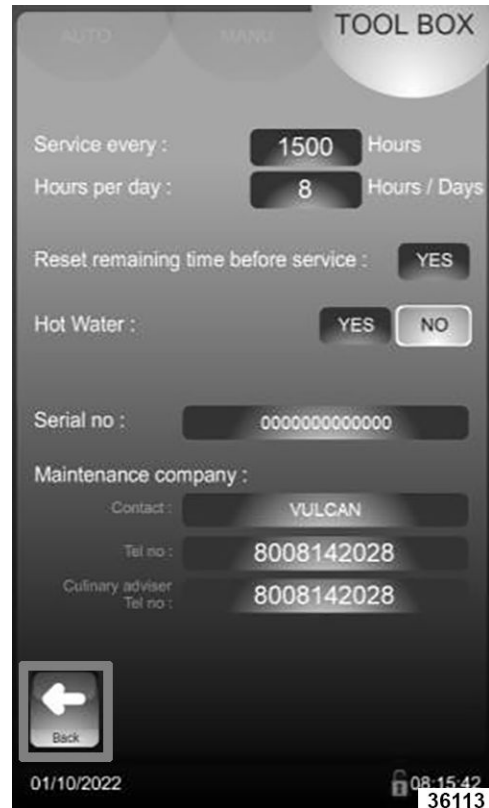 AUTO MANU TOOL BOX
Service every : 1500 Hours
Hours per day : 8 Hours / Days
Reset remaining time before service : YES
Hot Water : YES NO
Serial no : 0000000000000
Maintenance company :
Contact : VULCAN
Tel no : 8008142028
Culinary adviser
Tel no : 8008142028
Back
01/10/2022 08:15:42
36113